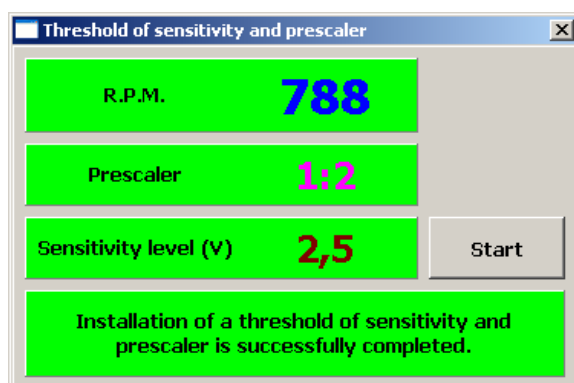 Threshold of sensitivity and prescaler
R.P.M. 788
Prescaler 1:2
Sensitivity level (V) 2,5
Start
Installation of a threshold of sensitivity and
prescaler is successfully completed.